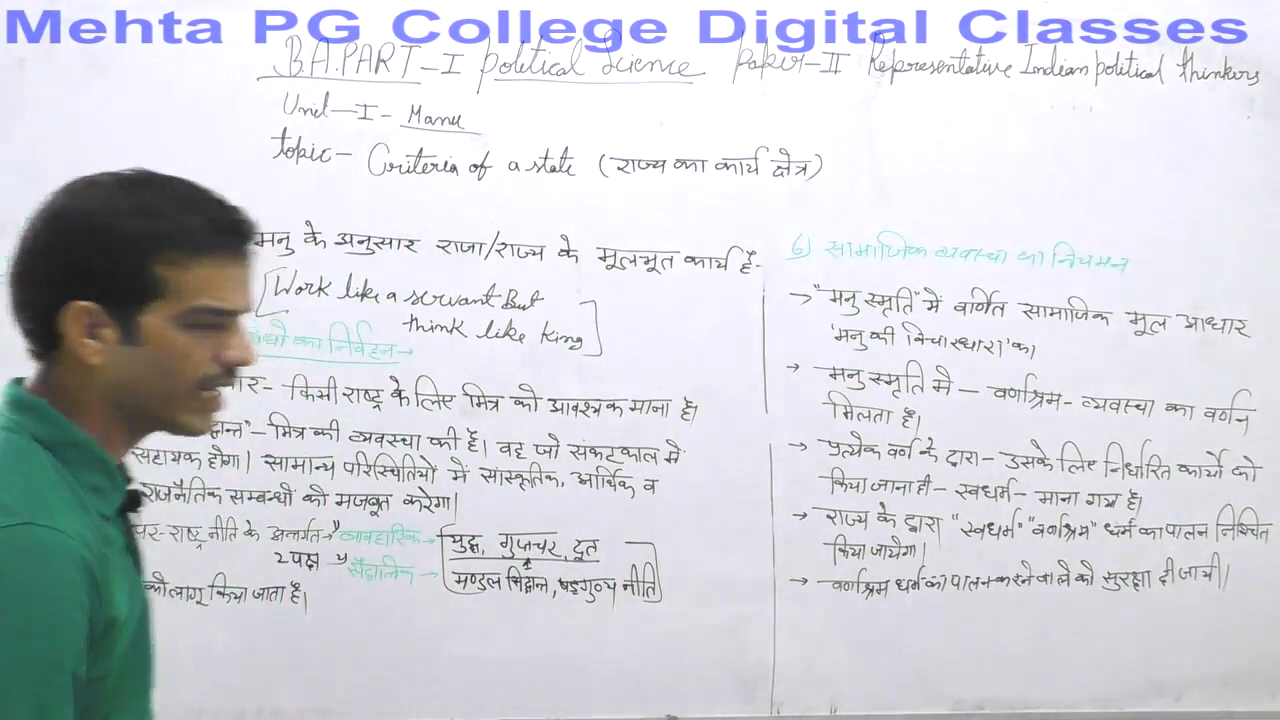 Mehta PG College Digital Classes
B.A. PART-I political Science Paper-II Representative Indian political thinkers
Unit-I- Manu
topic- Criteria of a state (राज्य का कार्य क्षेत्र)
मनु के अनुसार राजा/राज्य के मूलभूत कार्य हैं-
[Work like a servant But
think like King]
का निर्वहन→
किसी राष्ट्र के लिए मित्र को आवश्यक माना है।
- मित्र की व्यवस्था की है। वह जो संकटकाल में
सहायक होगा। सामान्य परिस्थितियो में सांस्कृतिक, आर्थिक व
राजनैतिक सम्बन्धो को मजबूत करेगा।
पर-राष्ट्र नीति के अन्तर्गत→ व्यावहारिक→ युद्ध, गुप्तचर, दूत
2 पक्ष सैद्धान्तिक→ मण्डल सिद्धान्त, षड्गुण्य नीति
को लागू किया जाता है।
6) सामाजिक व्यवस्था का नियमन
→ "मनु स्मृति" में वर्णित सामाजिक मूल आधार
'मनु की विचारधारा' का
→ मनु स्मृति मे - वर्णाश्रम - व्यवस्था का वर्णन
मिलता है।
→ प्रत्येक वर्ण के द्वारा - उसके लिए निर्धारित कार्यो को
किया जाना ही - स्वधर्म - माना गया है।
→ राज्य के द्वारा "स्वधर्म" "वर्णाश्रम" धर्म का पालन निश्चित
किया जायेगा।
→ वर्णाश्रम धर्म का पालन करने वाले को सुरक्षा दी जायी।